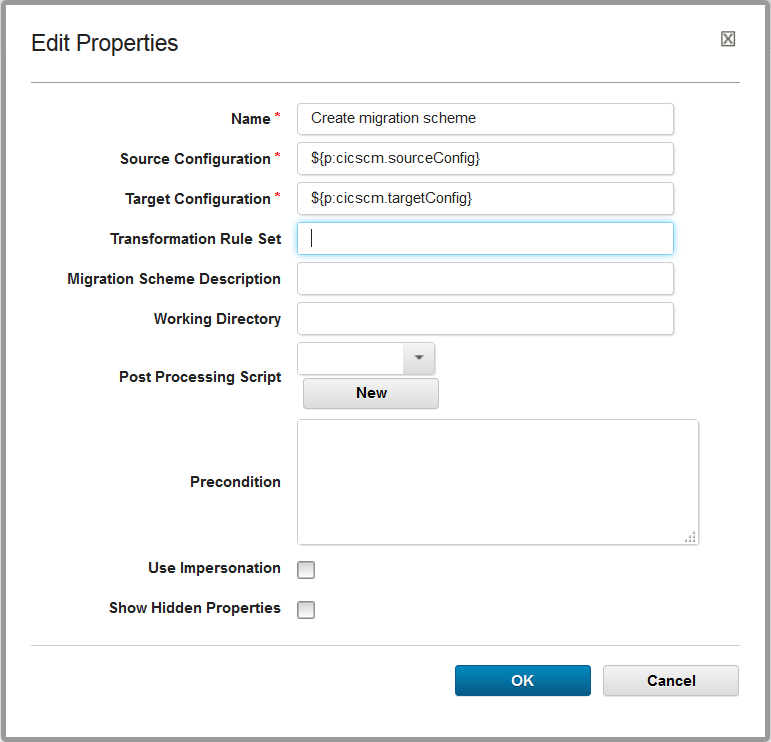 Edit Properties
Name * Create migration scheme
Source Configuration * ${p:cicscm.sourceConfig}
Target Configuration * ${p:cicscm.targetConfig}
Transformation Rule Set
Migration Scheme Description
Working Directory
Post Processing Script
New
Precondition
Use Impersonation
Show Hidden Properties
OK Cancel